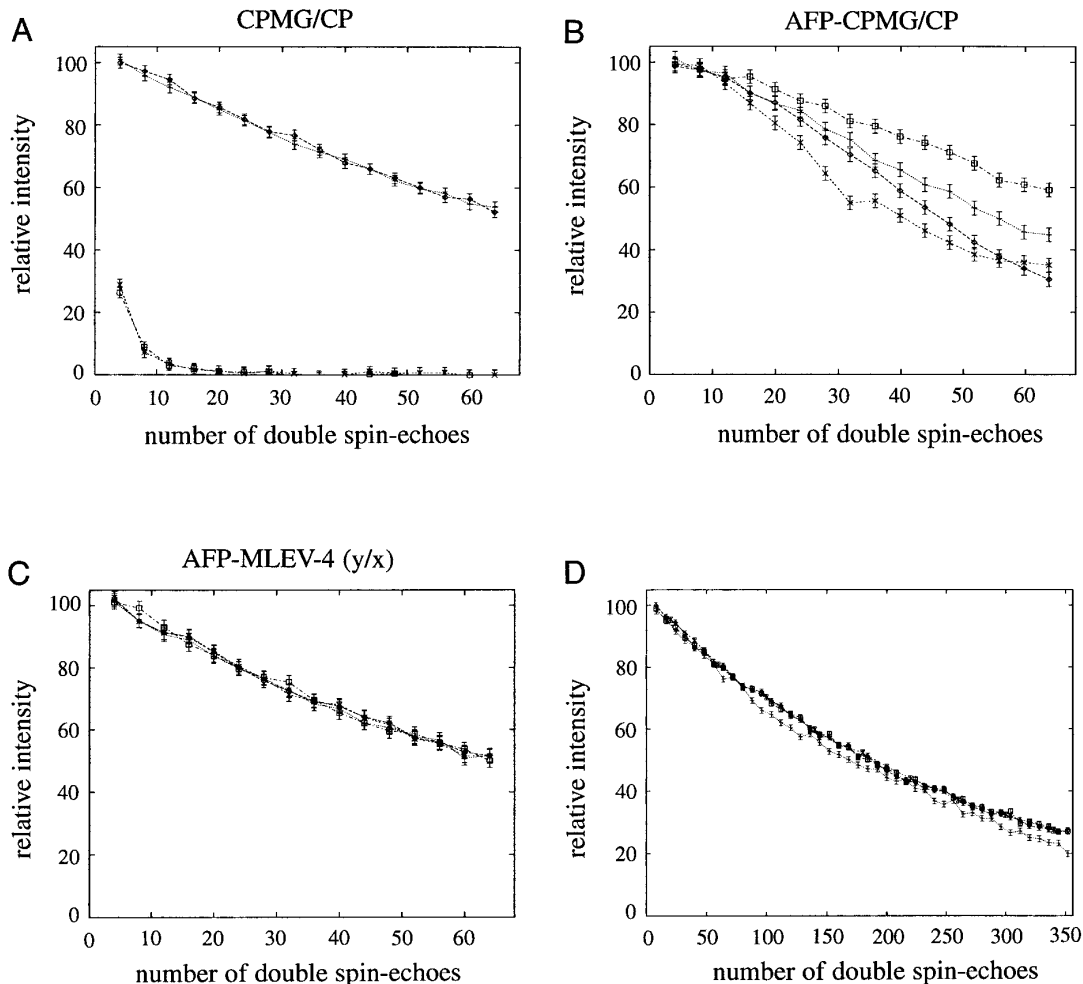 A
CPMG/CP
relative intensity
100
80
60
40
20
0
0 10 20 30 40 50 60
number of double spin-echoes
B
AFP-CPMG/CP
relative intensity
100
80
60
40
20
0
0 10 20 30 40 50 60
number of double spin-echoes
C
AFP-MLEV-4 (y/x)
relative intensity
100
80
60
40
20
0
0 10 20 30 40 50 60
number of double spin-echoes
D
relative intensity
100
80
60
40
20
0
0 50 100 150 200 250 300 350
number of double spin-echoes